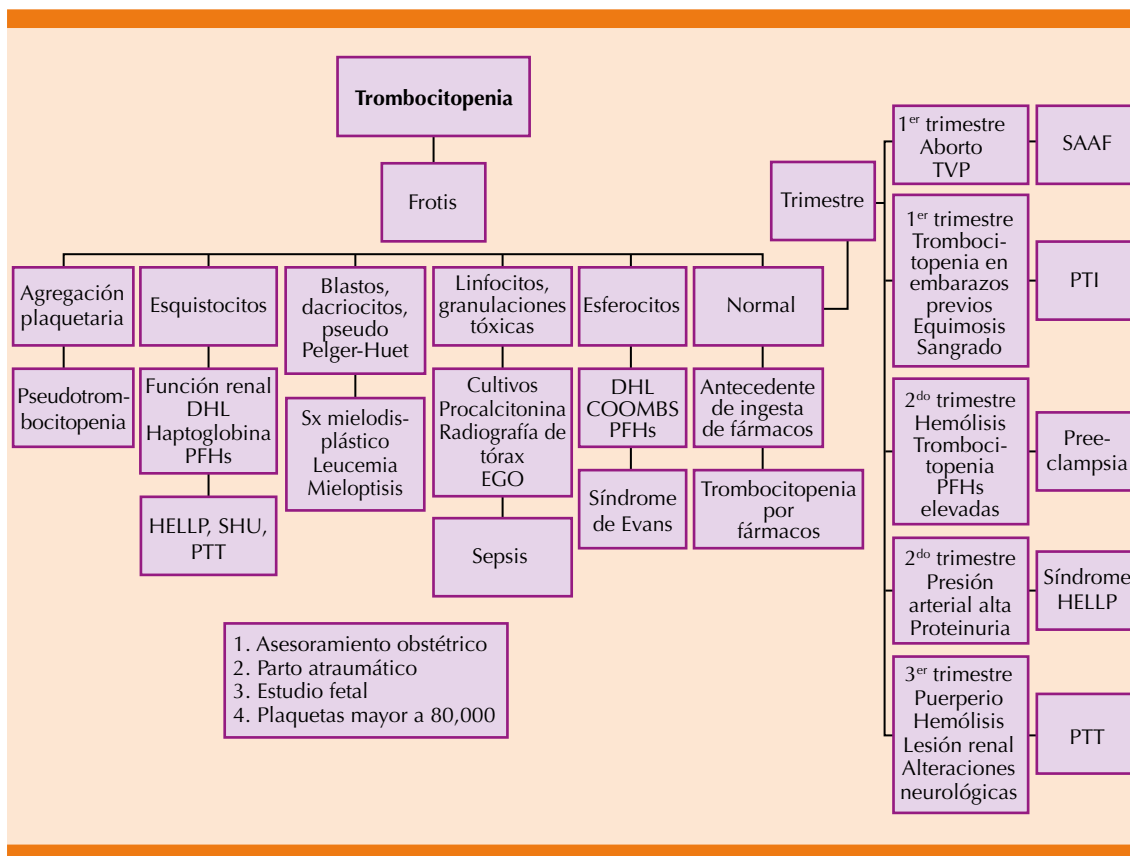 Trombocitopenia
Frotis
Agregación
plaquetaria
Pseudotrom-
bocitopenia
Esquistocitos
Función renal
DHL
Haptoglobina
PFHs
HELLP, SHU,
PTT
Blastos,
dacriocitos,
pseudo
Pelger-Huet
Sx mielodis-
plástico
Leucemia
Mieloptisis
Linfocitos,
granulaciones
tóxicas
Cultivos
Procalcitonina
Radiografía de
tórax
EGO
Sepsis
Esferocitos
DHL
COOMBS
PFHs
Síndrome
de Evans
Normal
Antecedente
de ingesta
de fármacos
Trombocitopenia
por
fármacos
Trimestre
1er trimestre
Aborto
TVP
SAAF
1er trimestre
Tromboci-
topenia en
embarazos
previos
Equimosis
Sangrado
PTI
2do trimestre
Hemólisis
Tromboci-
topenia
PFHs
elevadas
Pree-
clampsia
2do trimestre
Presión
arterial alta
Proteinuria
Síndrome
HELLP
3er trimestre
Puerperio
Hemólisis
Lesión renal
Alteraciones
neurológicas
PTT
1. Asesoramiento obstétrico
2. Parto atraumático
3. Estudio fetal
4. Plaquetas mayor a 80,000